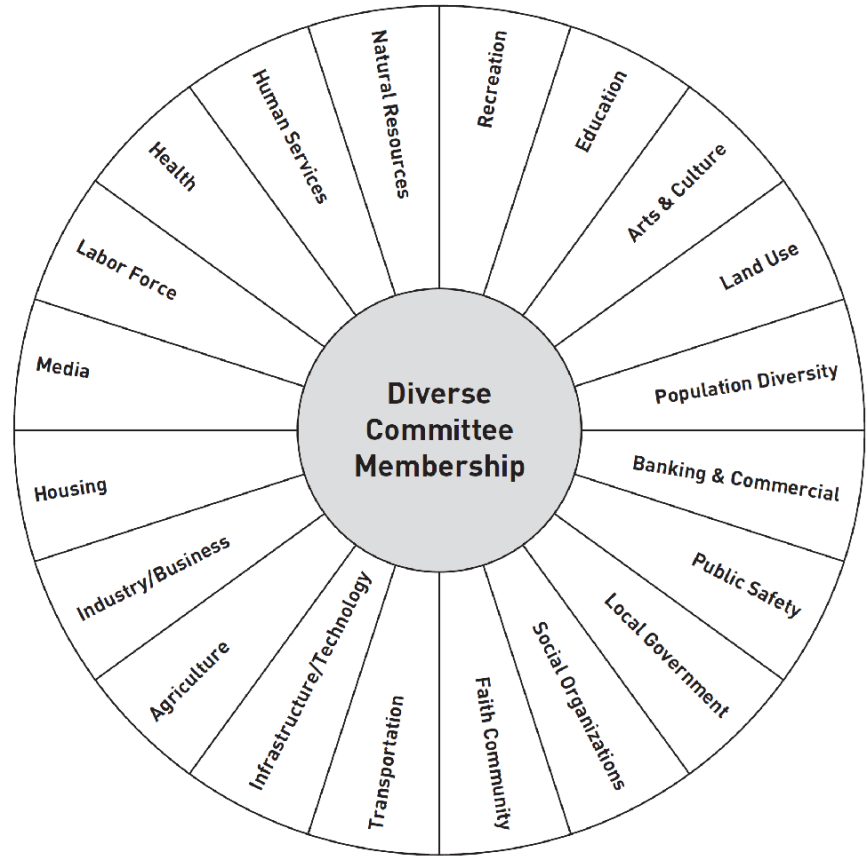 Recreation
Education
Arts & Culture
Land Use
Population Diversity
Banking & Commercial
Public Safety
Local Government
Social Organizations
Faith Community
Transportation
Infrastructure/Technology
Agriculture
Industry/Business
Housing
Media
Labor Force
Health
Human Services
Natural Resources
Diverse
Committee
Membership